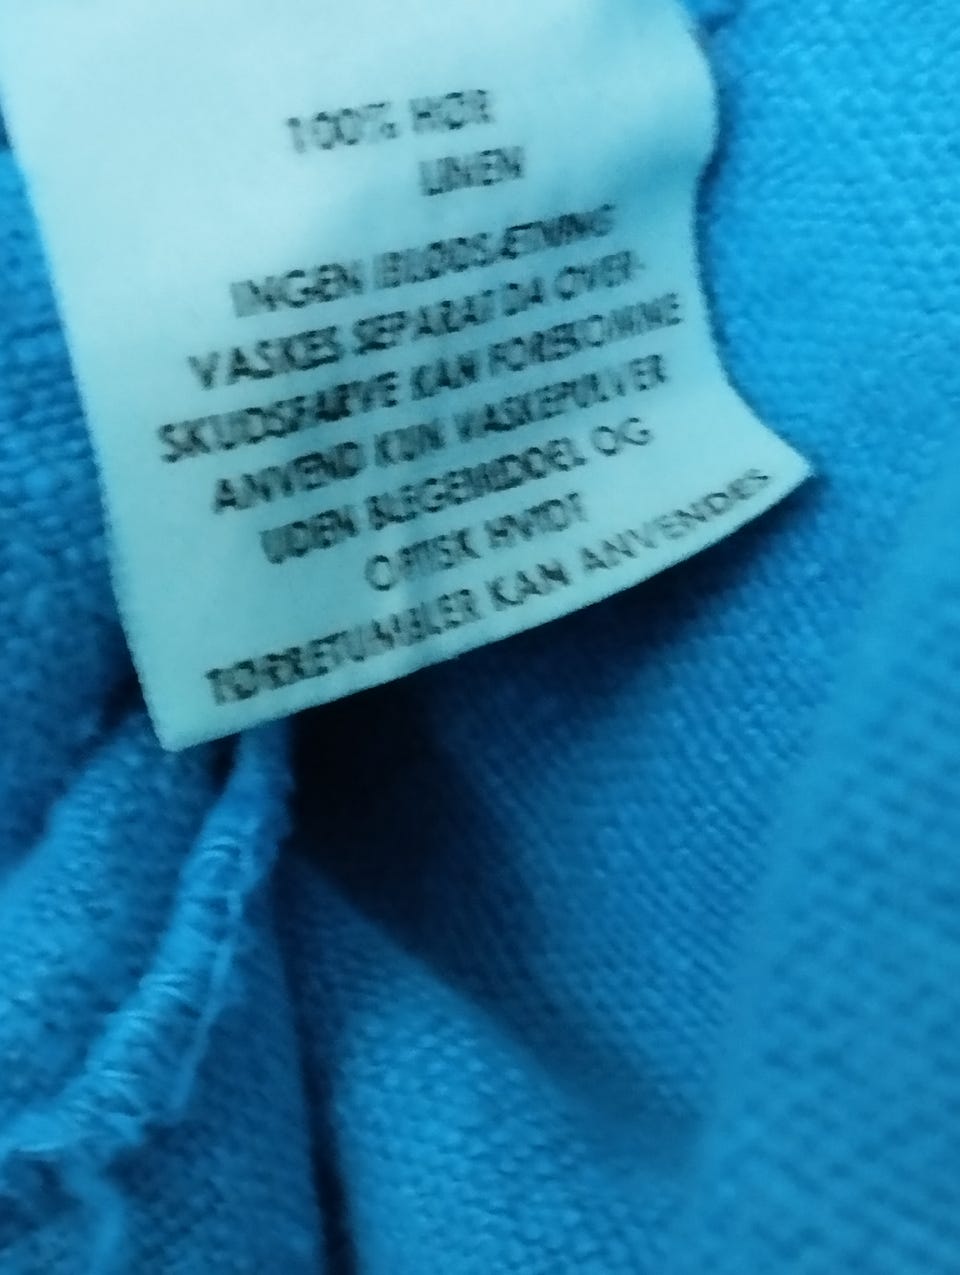 100% HØR
LINEN
INGEN IBLØDSÆTNING
VASKES SEPARAT DA OVER-
SKUDSFARVE KAN FOREKOMME
ANVEND KUN VASKEPULVER
UDEN BLEGEMIDDEL OG
OPTISK HVIDT
TØRRETUMBLER KAN ANVENDES